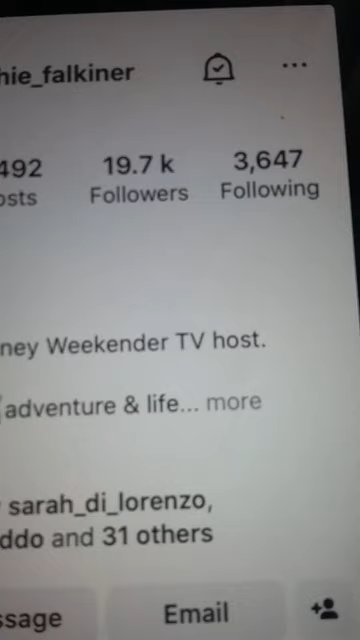 hie_falkiner
492 19.7 k 3,647
osts Followers Following
ney Weekender TV host.
adventure & life... more
sarah_di_lorenzo,
ddo and 31 others
ssage Email